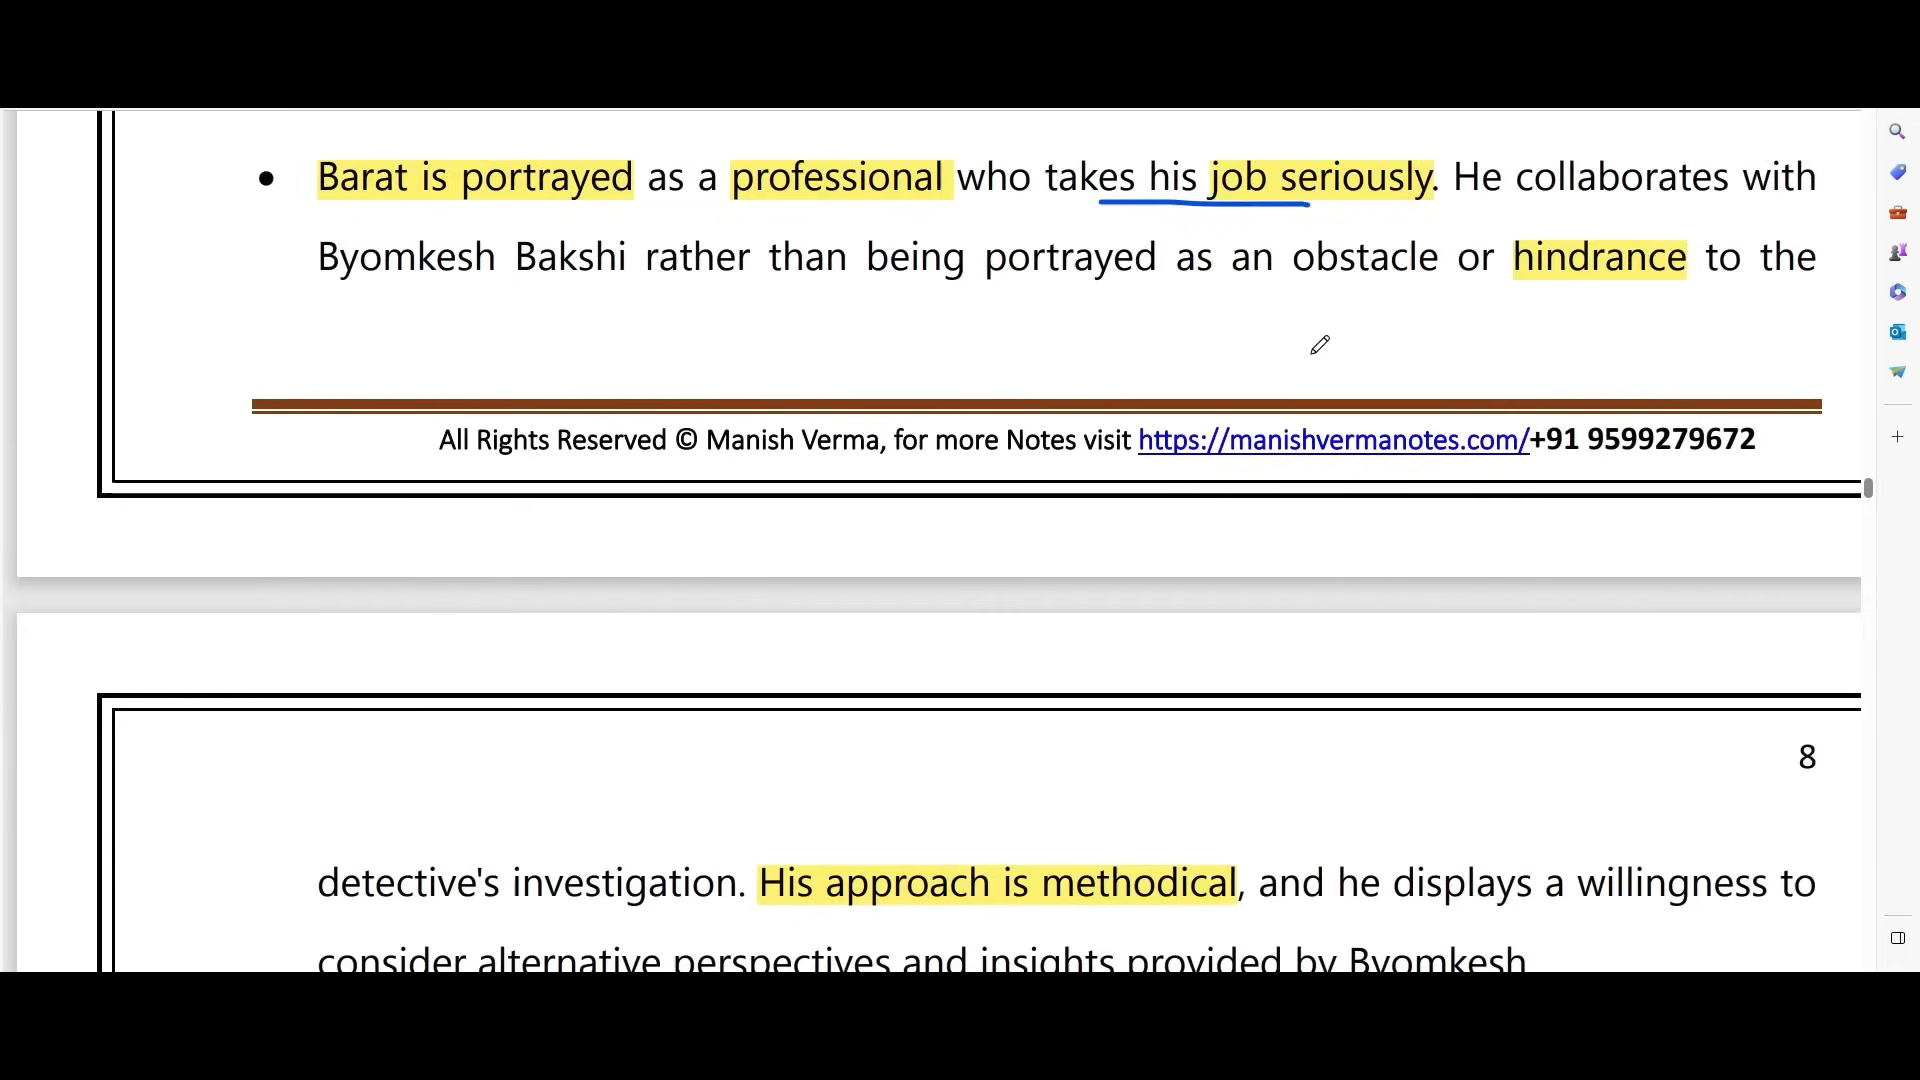 • Barat is portrayed as a professional who takes his job seriously. He collaborates with
Byomkesh Bakshi rather than being portrayed as an obstacle or hindrance to the
All Rights Reserved © Manish Verma, for more Notes visit https://manishvermanotes.com/+91 9599279672
8
detective's investigation. His approach is methodical, and he displays a willingness to
consider alternative perspectives and insights provided by Byomkesh